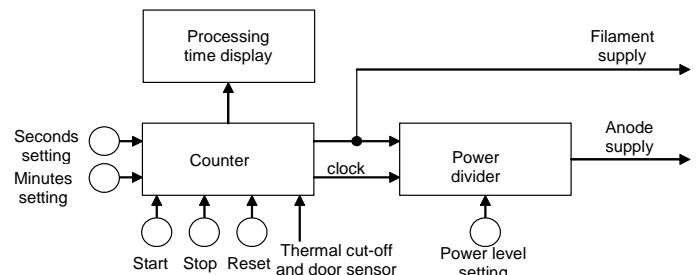 Processing
time display
Filament
supply
Seconds
setting
Minutes
setting
Counter
clock
Power
divider
Anode
supply
Start
Stop
Reset
Thermal cut-off
and door sensor
Power level
setting